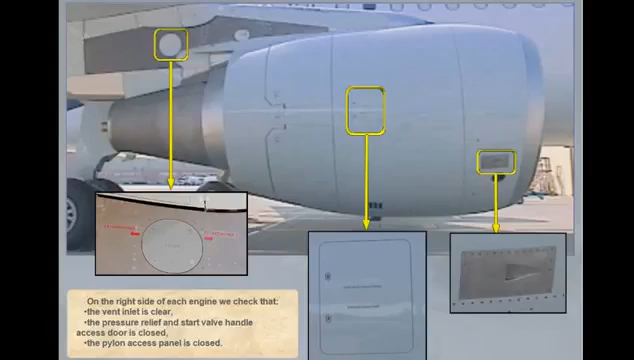 On the right side of each engine we check that:
•the vent inlet is clear,
•the pressure relief and start valve handle
access door is closed,
•the pylon access panel is closed.